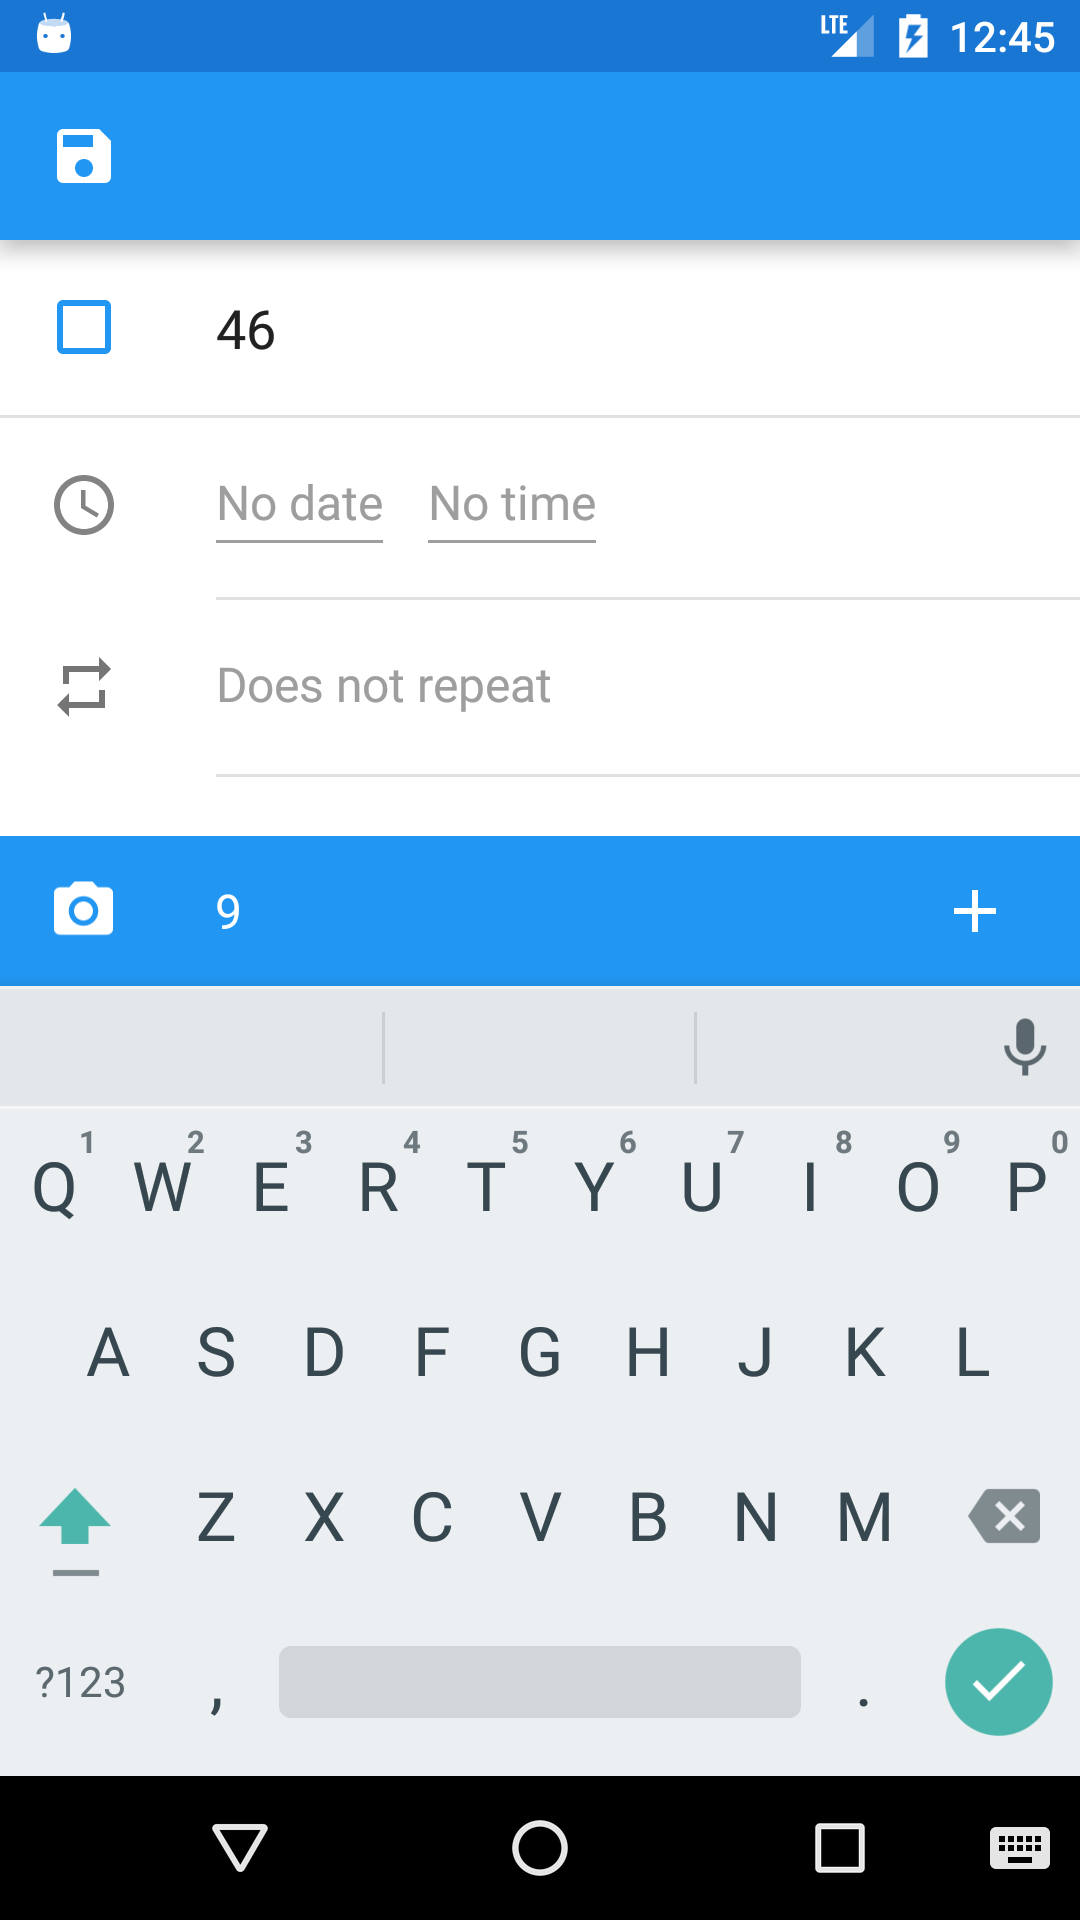 LTE 12:45
46
No date No time
Does not repeat
9
1 2 3 4 5 6 7 8 9 0
Q W E R T Y U I O P
A S D F G H J K L
Z X C V B N M
?123 , .